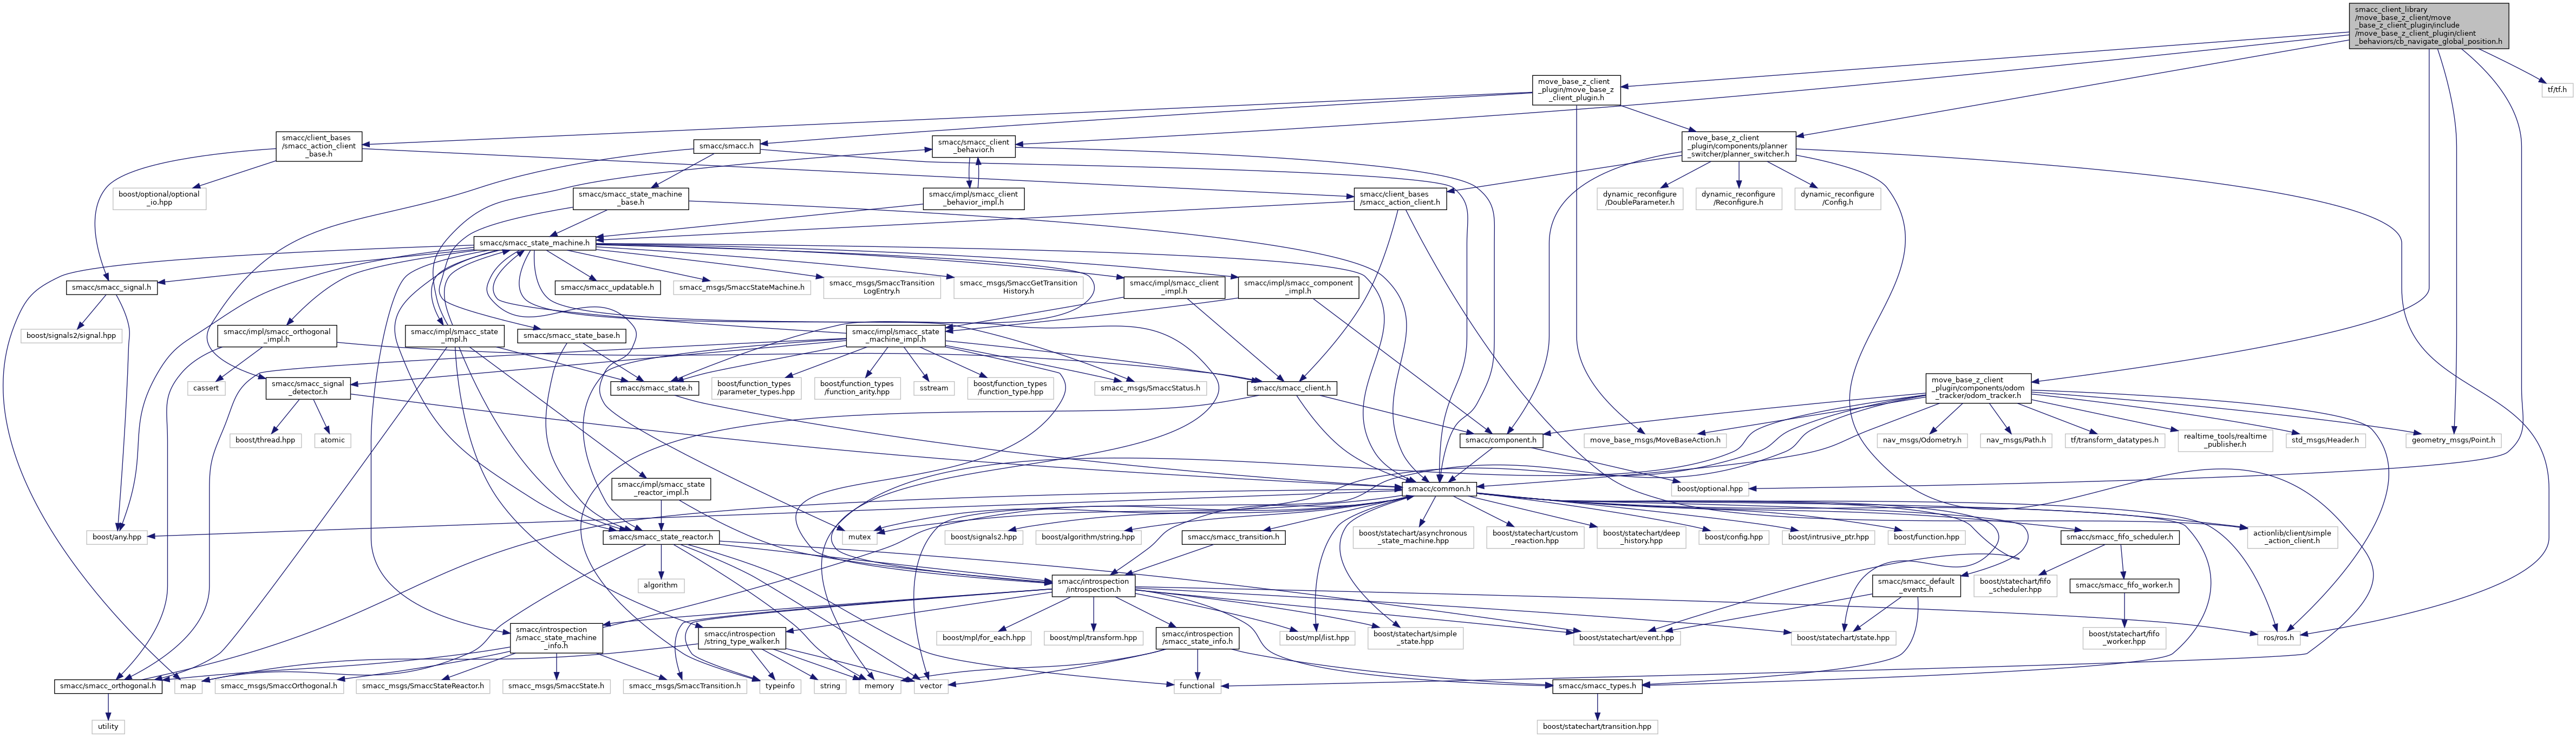 smacc_client_library
/move_base_z_client/move
_base_z_client_plugin/include
/move_base_z_client_plugin/client
_behaviors/cb_navigate_global_position.h
move_base_z_client
_plugin/move_base_z
_client_plugin.h
tf/tf.h
smacc/client_bases
/smacc_action_client
_base.h
smacc/smacc.h
smacc/smacc_client
_behavior.h
move_base_z_client
_plugin/components/planner
_switcher/planner_switcher.h
boost/optional/optional
_io.hpp
smacc/smacc_state_machine
_base.h
smacc/impl/smacc_client
_behavior_impl.h
smacc/client_bases
/smacc_action_client.h
dynamic_reconfigure
/DoubleParameter.h
dynamic_reconfigure
/Reconfigure.h
dynamic_reconfigure
/Config.h
smacc/smacc_state_machine.h
smacc/smacc_signal.h
smacc/smacc_updatable.h
smacc_msgs/SmaccStateMachine.h
smacc_msgs/SmaccTransition
LogEntry.h
smacc_msgs/SmaccGetTransition
History.h
smacc/impl/smacc_client
_impl.h
smacc/impl/smacc_component
_impl.h
boost/signals2/signal.hpp
smacc/impl/smacc_orthogonal
_impl.h
smacc/impl/smacc_state
_impl.h
smacc/smacc_state_base.h
smacc/impl/smacc_state
_machine_impl.h
cassert
smacc/smacc_signal
_detector.h
smacc/smacc_state.h
boost/function_types
/parameter_types.hpp
boost/function_types
/function_arity.hpp
sstream
boost/function_types
/function_type.hpp
smacc_msgs/SmaccStatus.h
smacc/smacc_client.h
move_base_z_client
_plugin/components/odom
_tracker/odom_tracker.h
boost/thread.hpp
atomic
smacc/component.h
move_base_msgs/MoveBaseAction.h
nav_msgs/Odometry.h
nav_msgs/Path.h
tf/transform_datatypes.h
realtime_tools/realtime
_publisher.h
std_msgs/Header.h
geometry_msgs/Point.h
smacc/impl/smacc_state
_reactor_impl.h
smacc/common.h
boost/optional.hpp
boost/any.hpp
smacc/smacc_state_reactor.h
mutex
boost/signals2.hpp
boost/algorithm/string.hpp
smacc/smacc_transition.h
boost/statechart/asynchronous
_state_machine.hpp
boost/statechart/custom
_reaction.hpp
boost/statechart/deep
_history.hpp
boost/config.hpp
boost/intrusive_ptr.hpp
boost/function.hpp
smacc/smacc_fifo_scheduler.h
actionlib/client/simple
_action_client.h
algorithm
smacc/introspection
/introspection.h
smacc/smacc_default
_events.h
boost/statechart/fifo
_scheduler.hpp
smacc/smacc_fifo_worker.h
smacc/introspection
/smacc_state_machine
_info.h
smacc/introspection
/string_type_walker.h
boost/mpl/for_each.hpp
boost/mpl/transform.hpp
smacc/introspection
/smacc_state_info.h
boost/mpl/list.hpp
boost/statechart/simple
_state.hpp
boost/statechart/event.hpp
boost/statechart/state.hpp
boost/statechart/fifo
_worker.hpp
ros/ros.h
smacc/smacc_orthogonal.h
map
smacc_msgs/SmaccOrthogonal.h
smacc_msgs/SmaccStateReactor.h
smacc_msgs/SmaccState.h
smacc_msgs/SmaccTransition.h
typeinfo
string
memory
vector
functional
smacc/smacc_types.h
utility
boost/statechart/transition.hpp